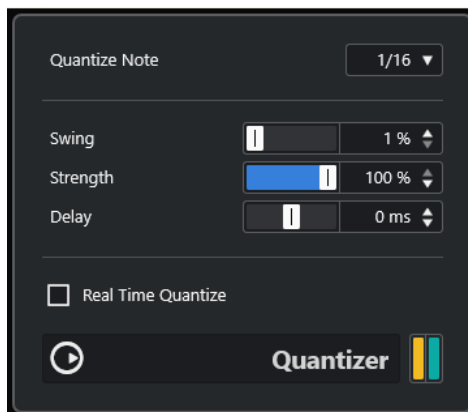 Quantize Note 1/16
Swing 1 %
Strength 100 %
Delay 0 ms
Real Time Quantize
Quantizer